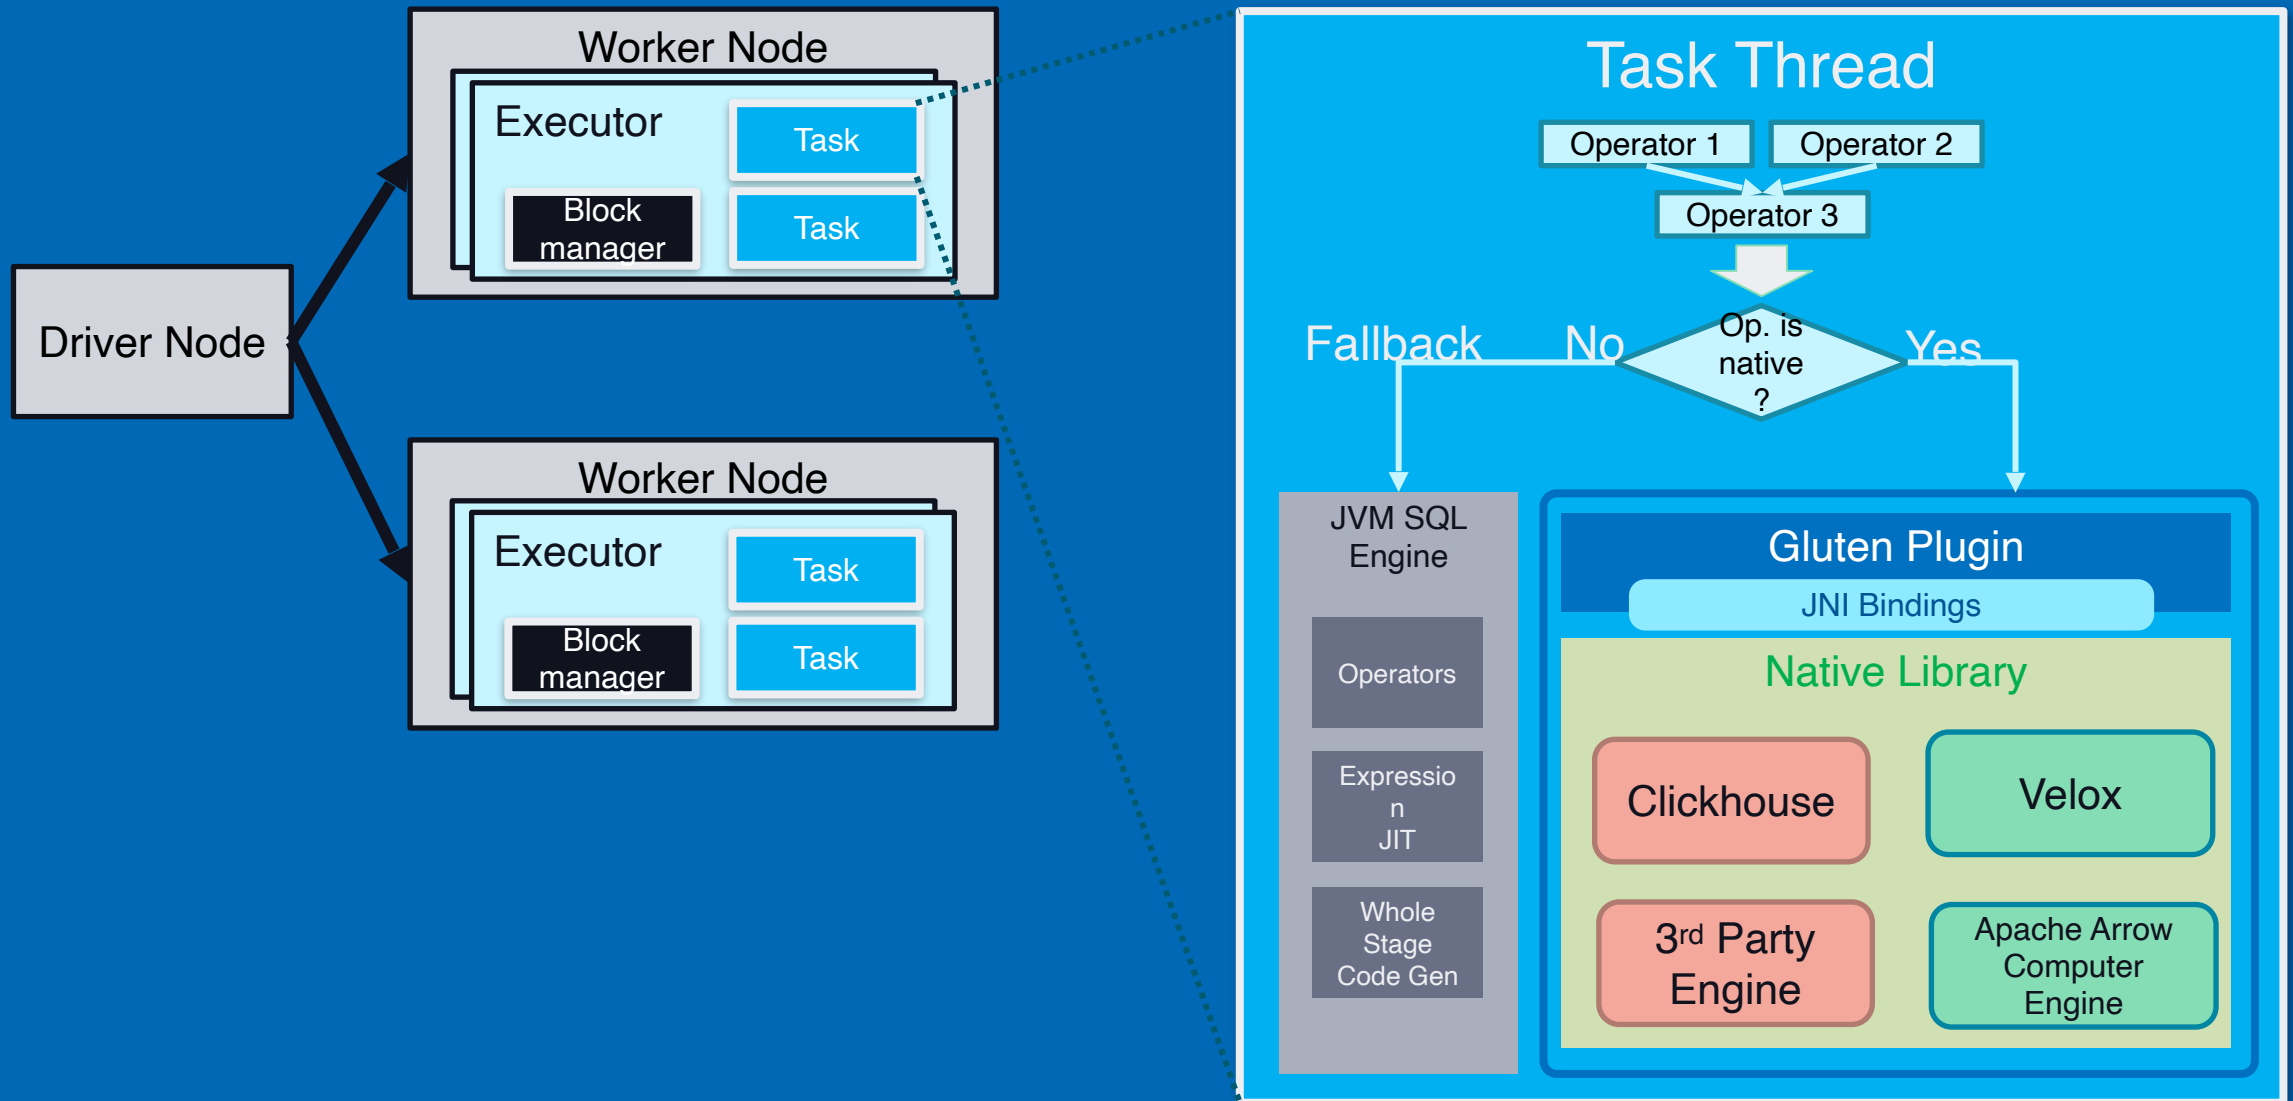 Driver Node
Worker Node
Executor
Task
Block
manager
Task
Worker Node
Executor
Task
Block
manager
Task
Task Thread
Operator 1
Operator 2
Operator 3
Op. is
native
?
Fallback
No
Yes
JVM SQL
Engine
Operators
Expressio
n
JIT
Whole
Stage
Code Gen
Gluten Plugin
JNI Bindings
Native Library
Clickhouse
Velox
3rd Party
Engine
Apache Arrow
Computer
Engine